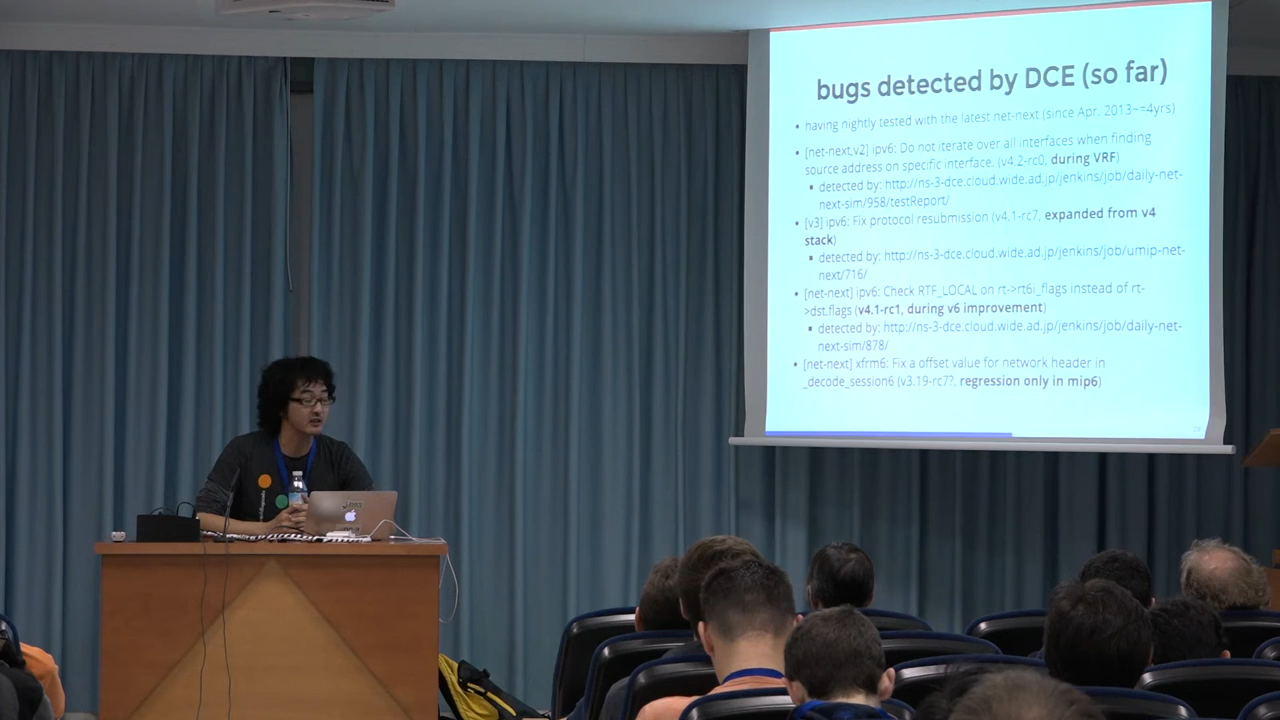 bugs detected by DCE (so far)
• having nightly tested with the latest net-next (since Apr. 2013~=4yrs)
• [net-next,v2] ipv6: Do not iterate over all interfaces when finding
source address on specific interface. (v4.2-rc0, during VRF)
▪ detected by: http://ns-3-dce.cloud.wide.ad.jp/jenkins/job/daily-net-
next-sim/958/testReport/
• [v3] ipv6: Fix protocol resubmission (v4.1-rc7, expanded from v4
stack)
▪ detected by: http://ns-3-dce.cloud.wide.ad.jp/jenkins/job/umip-net-
next/716/
• [net-next] ipv6: Check RTF_LOCAL on rt->rt6i_flags instead of rt-
>dst.flags (v4.1-rc1, during v6 improvement)
▪ detected by: http://ns-3-dce.cloud.wide.ad.jp/jenkins/job/daily-net-
next-sim/878/
• [net-next] xfrm6: Fix a offset value for network header in
_decode_session6 (v3.19-rc7?, regression only in mip6)